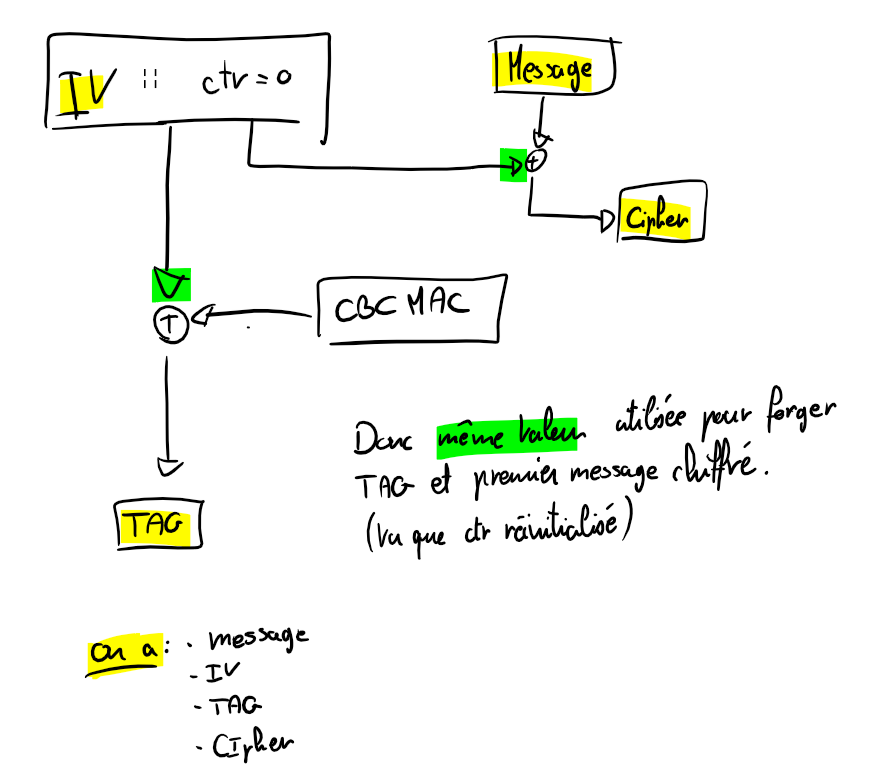 IV || ctr = 0
Message
Cipher
CBC MAC
Donc même valeur utilisée pour forger
TAG et premier message chiffré.
(vu que ctr réinitialisé)
TAG
On a :
. message
- IV
- TAG
- CIpher